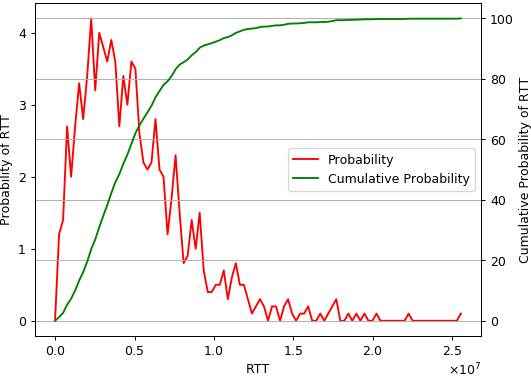 Probability of RTT
4
3
2
1
0
Probability
Cumulative Probability
100
80
60
40
20
0
Cumulative Probability of RTT
0.0 0.5 1.0 1.5 2.0 2.5
×10⁷
RTT